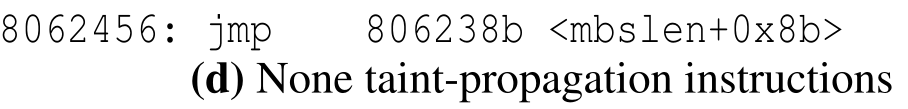 8062456: jmp 806238b <mbslen+0x8b>
(d) None taint-propagation instructions